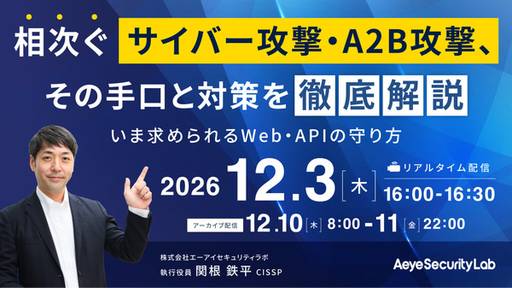 相次ぐ サイバー攻撃・A2B攻撃、
その手口と対策を徹底解説
いま求められるWeb・APIの守り方
2026 12.3[木] リアルタイム配信 16:00-16:30
アーカイブ配信 12.10[木] 8:00-11[金] 22:00
株式会社エーアイセキュリティラボ
執行役員 関根 鉄平 CISSP
AeyeSecurityLab